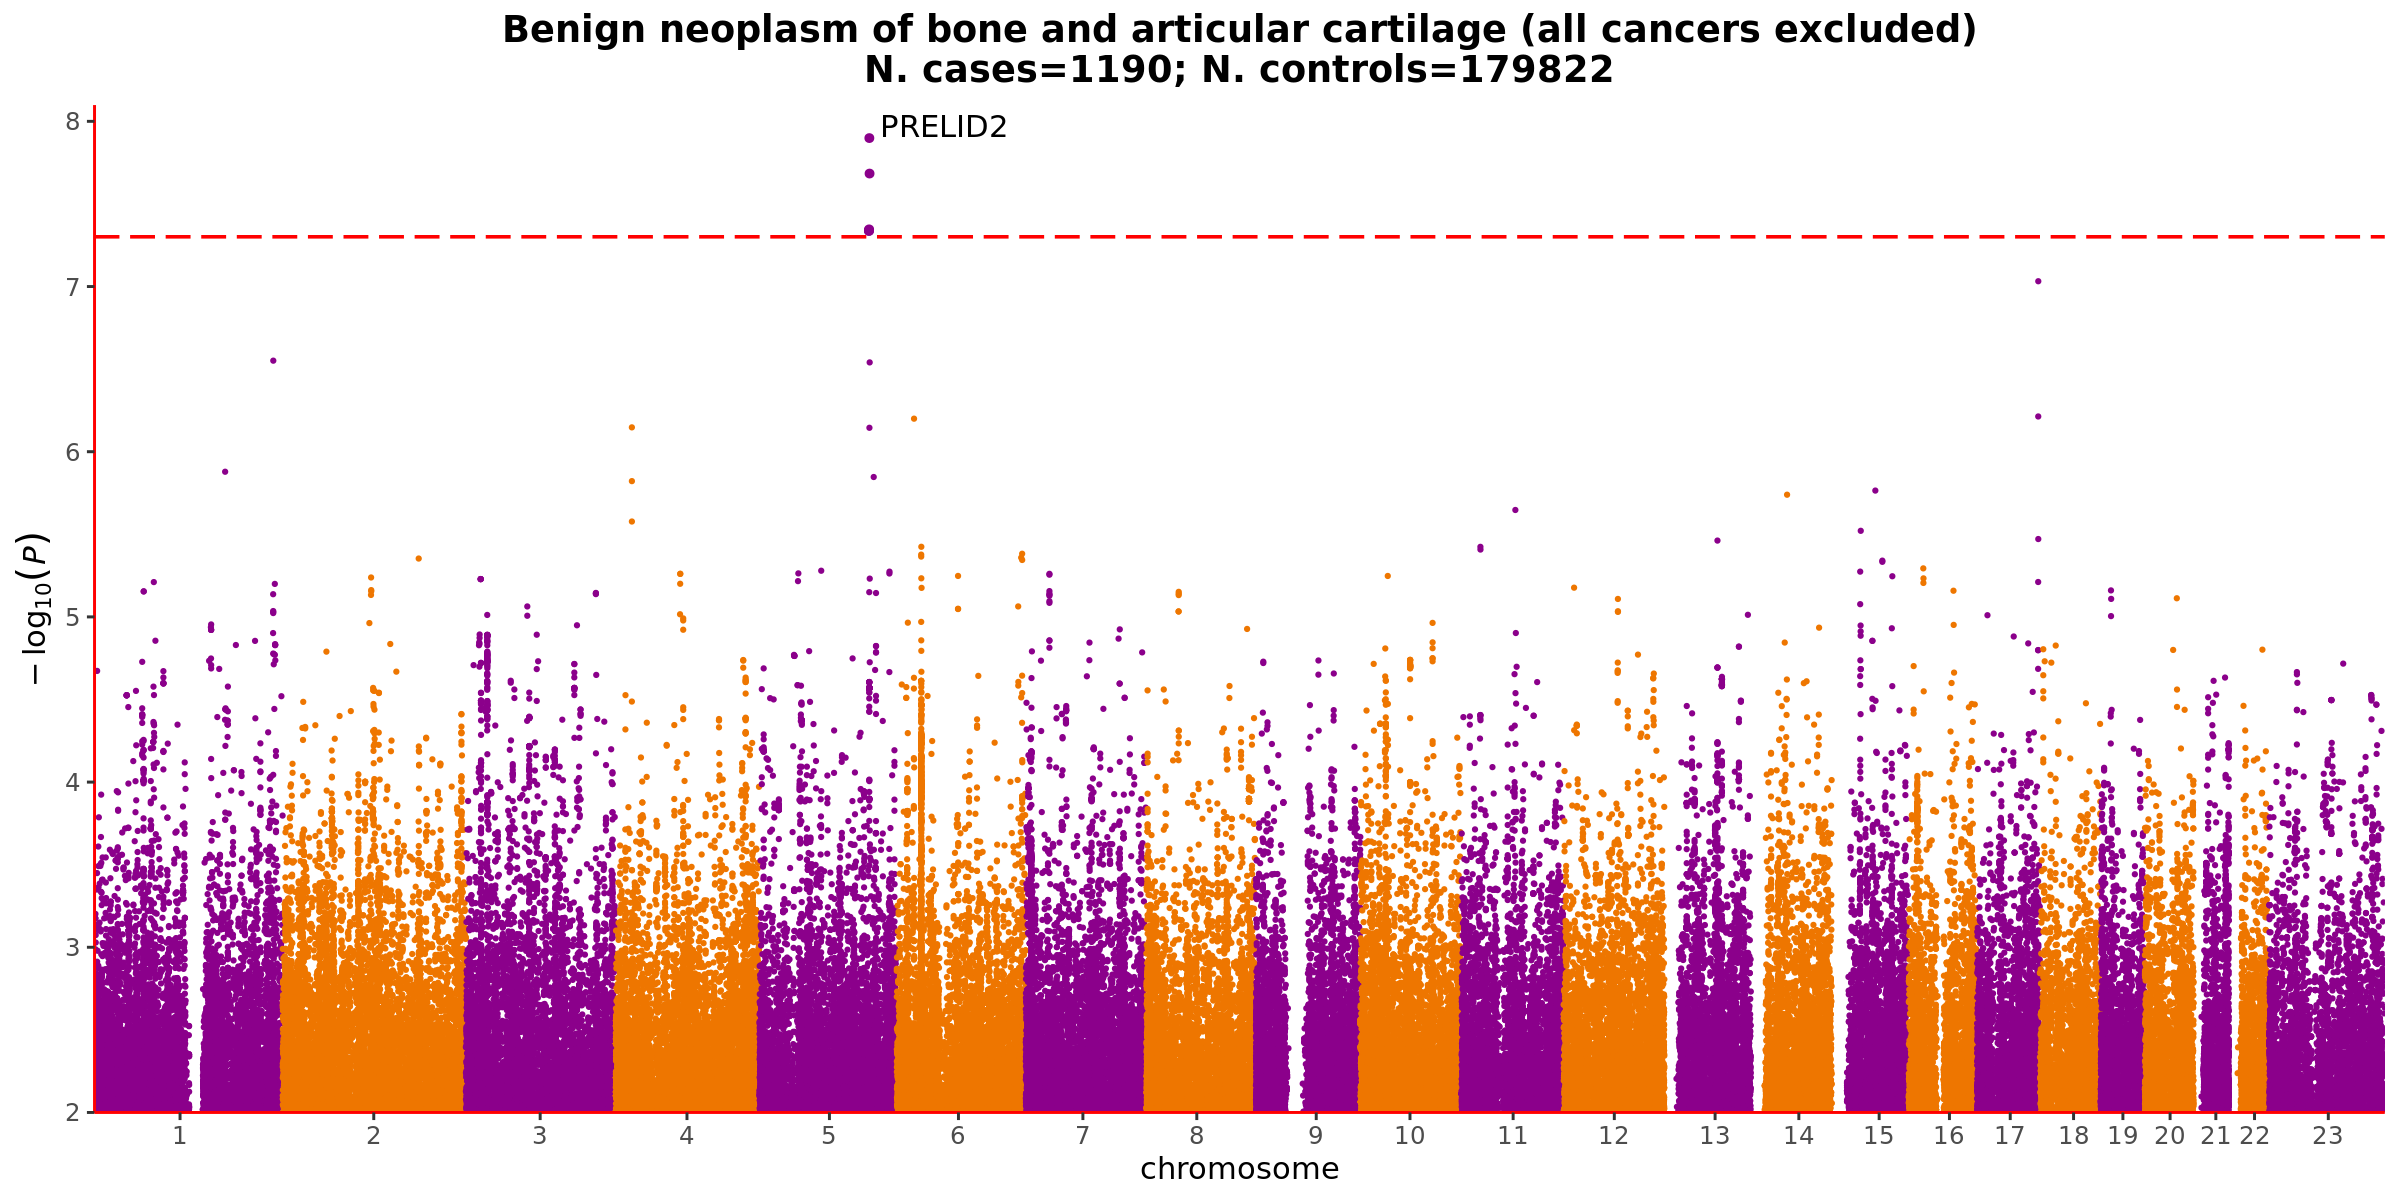 Benign neoplasm of bone and articular cartilage (all cancers excluded)
N. cases=1190; N. controls=179822
8
PRELID2
7
6
5
4
3
2
−log10(P)
1 2 3 4 5 6 7 8 9 10 11 12 13 14 15 16 17 18 19 20 21 22 23
chromosome